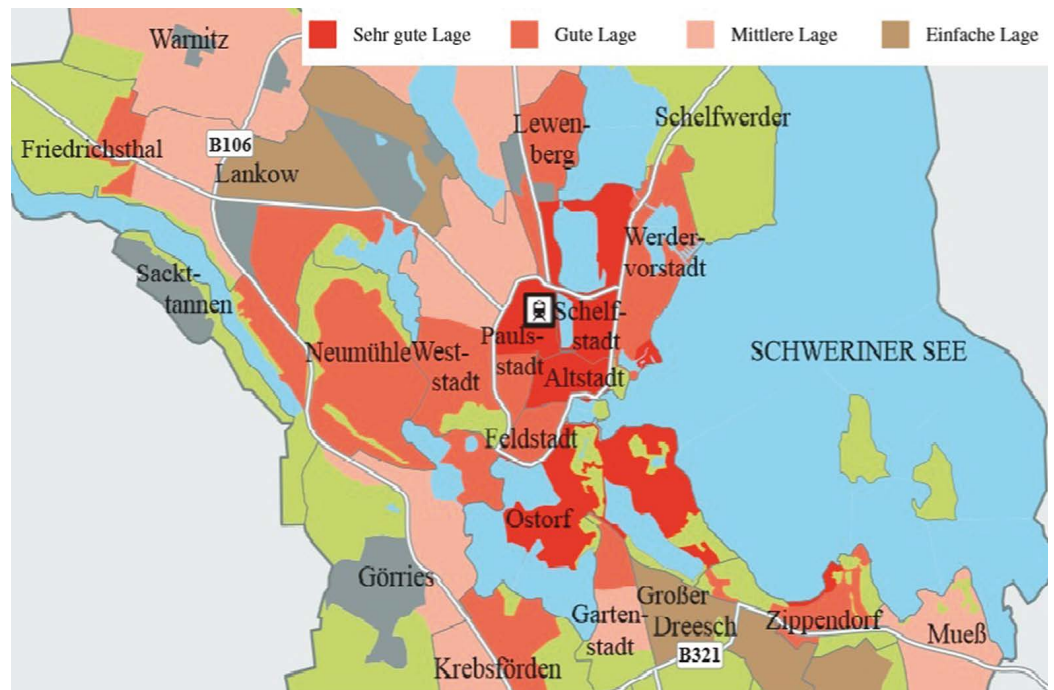 Sehr gute Lage
Gute Lage
Mittlere Lage
Einfache Lage
Warnitz
Schelfwerder
Lewen-
berg
B106
Friedrichsthal
Lankow
Werder-
vorstadt
Sackt-
tannen
Schelf-
stadt
Pauls-
stadt
Neumühle
West-
stadt
SCHWERINER SEE
Altstadt
Feldstadt
Ostorf
Görries
Großer
Dreesch
Garten-
stadt
Zippendorf
Mueß
B321
Krebsförden